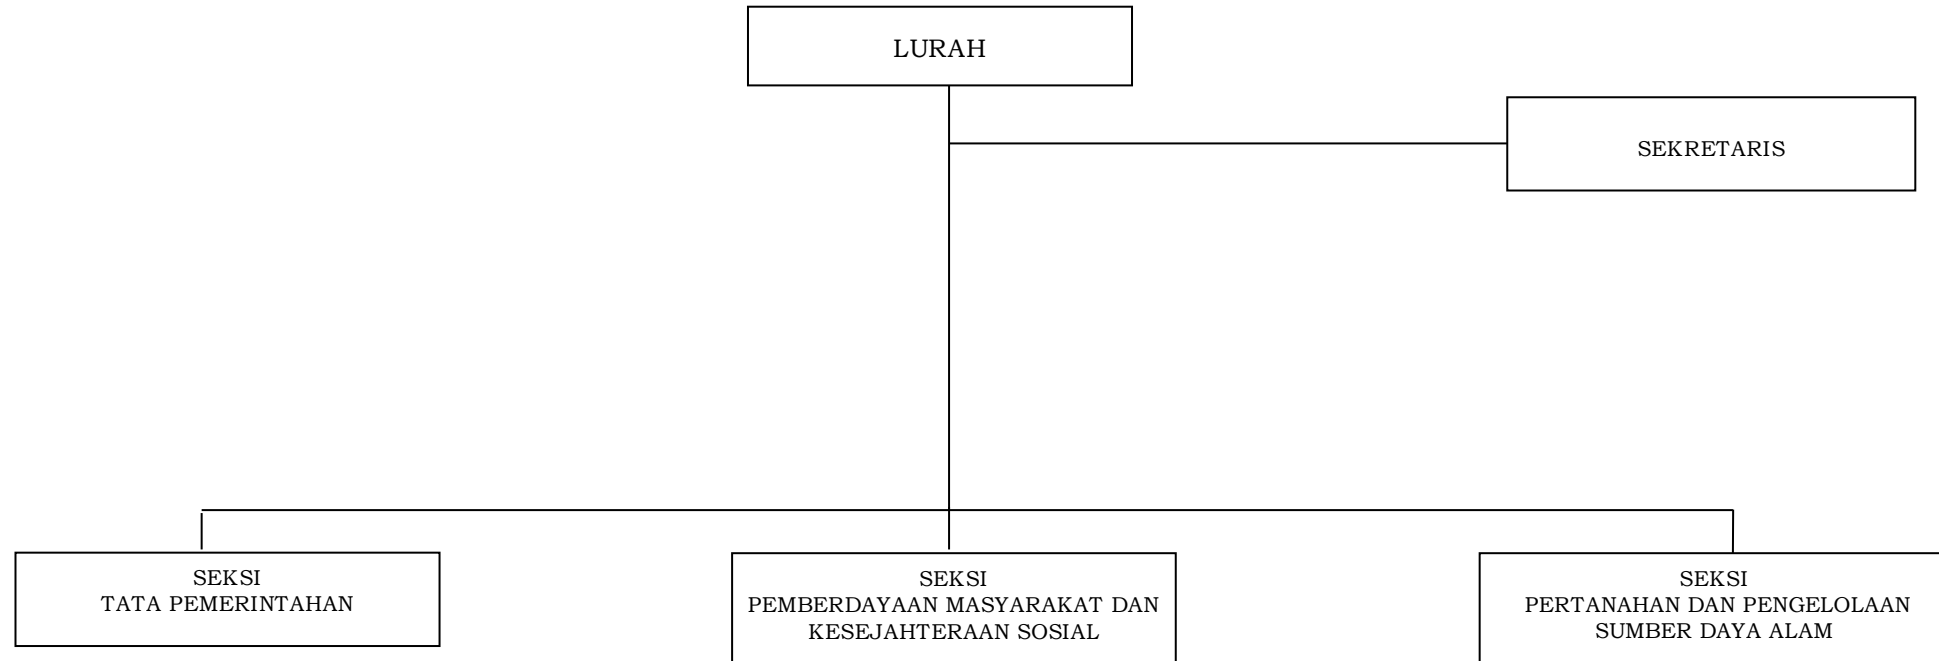 LURAH
SEKRETARIS
SEKSI
TATA PEMERINTAHAN
SEKSI
PEMBERDAYAAN MASYARAKAT DAN
KESEJAHTERAAN SOSIAL
SEKSI
PERTANAHAN DAN PENGELOLAAN
SUMBER DAYA ALAM